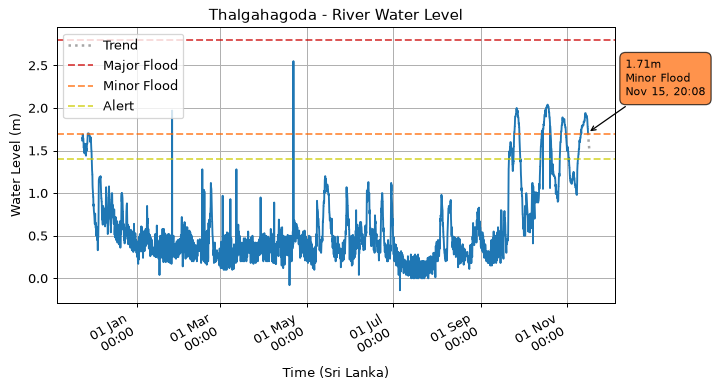 Thalgahagoda - River Water Level
Trend
Major Flood
Minor Flood
Alert
1.71m
Minor Flood
Nov 15, 20:08
Water Level (m)
2.5
2.0
1.5
1.0
0.5
0.0
01 Jan
00:00
01 Mar
00:00
01 May
00:00
01 Jul
00:00
01 Sep
00:00
01 Nov
00:00
Time (Sri Lanka)